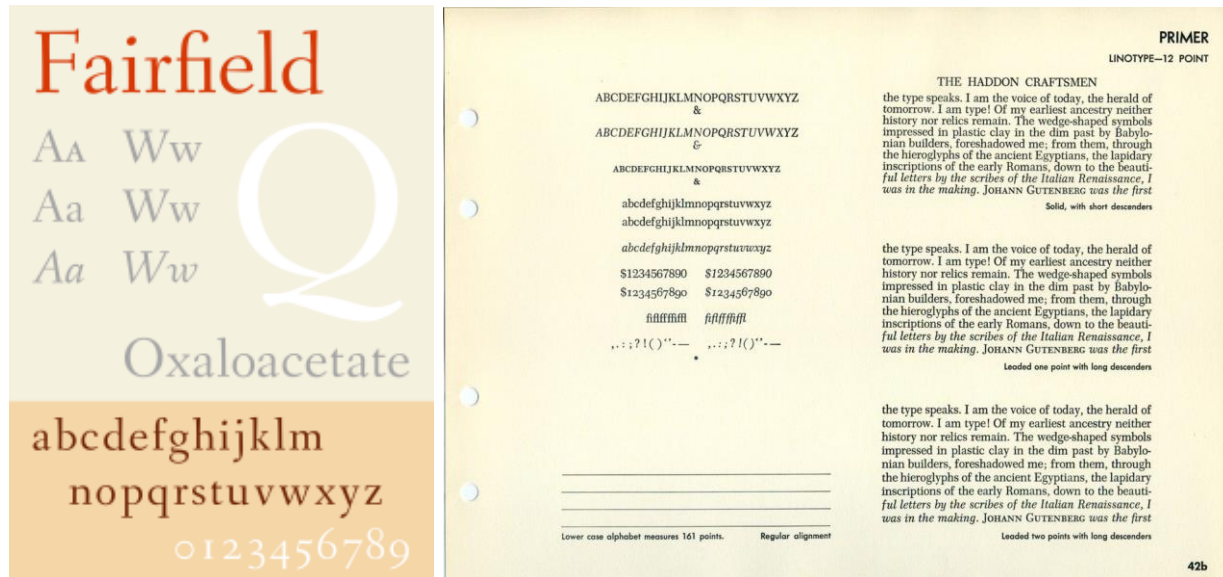 Fairfield
AA Ww
Aa Ww
Aa Ww
Q
Oxaloacetate
abcdefghijklm
nopqrstuvwxyz
0123456789
PRIMER
LINOTYPE—12 POINT
ABCDEFGHIJKLMNOPQRSTUVWXYZ
&
ABCDEFGHIJKLMNOPQRSTUVWXYZ
&
ABCDEFGHIJKLMNOPQRSTUVWXYZ
&
abcdefghijklmnopqrstuvwxyz
abcdefghijklmnopqrstuvwxyz
abcdefghijklmnopqrstuvwxyz
$1234567890 $1234567890
$1234567890 $1234567890
fiflffffiffl fiflffffiffl
,.:;?!()‘’-— ,.:;?!()‘’-—
*
Lower case alphabet measures 161 points. Regular alignment
THE HADDON CRAFTSMEN
the type speaks. I am the voice of today, the herald of
tomorrow. I am type! Of my earliest ancestry neither
history nor relics remain. The wedge-shaped symbols
impressed in plastic clay in the dim past by Babylo-
nian builders, foreshadowed me; from them, through
the hieroglyphs of the ancient Egyptians, the lapidary
inscriptions of the early Romans, down to the beauti-
ful letters by the scribes of the Italian Renaissance, I
was in the making. JOHANN GUTENBERG was the first
Solid, with short descenders
the type speaks. I am the voice of today, the herald of
tomorrow. I am type! Of my earliest ancestry neither
history nor relics remain. The wedge-shaped symbols
impressed in plastic clay in the dim past by Babylo-
nian builders, foreshadowed me; from them, through
the hieroglyphs of the ancient Egyptians, the lapidary
inscriptions of the early Romans, down to the beauti-
ful letters by the scribes of the Italian Renaissance, I
was in the making. JOHANN GUTENBERG was the first
Leaded one point with long descenders
the type speaks. I am the voice of today, the herald of
tomorrow. I am type! Of my earliest ancestry neither
history nor relics remain. The wedge-shaped symbols
impressed in plastic clay in the dim past by Babylo-
nian builders, foreshadowed me; from them, through
the hieroglyphs of the ancient Egyptians, the lapidary
inscriptions of the early Romans, down to the beauti-
ful letters by the scribes of the Italian Renaissance, I
was in the making. JOHANN GUTENBERG was the first
Leaded two points with long descenders
42b